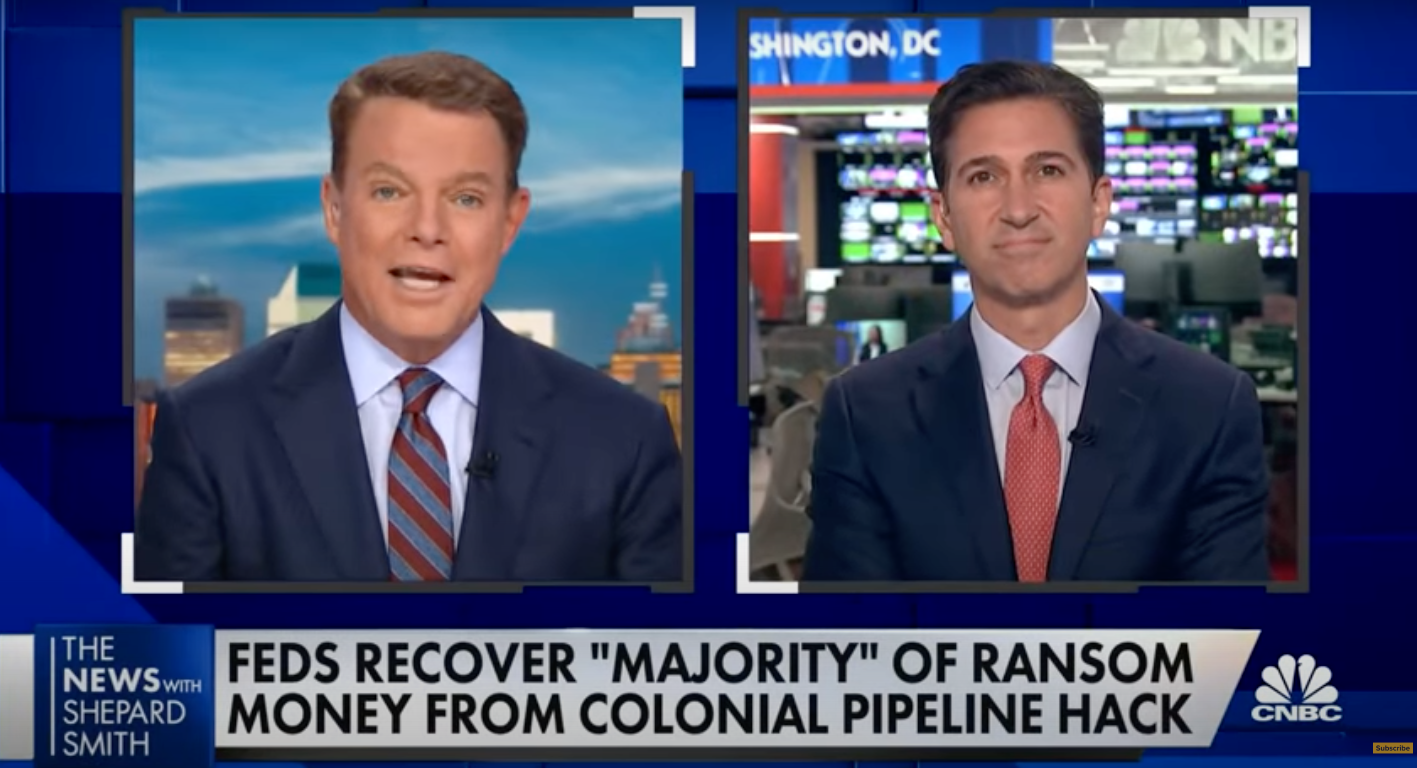 SHINGTON, DC
NB
THE
NEWS WITH
SHEPARD
SMITH
FEDS RECOVER "MAJORITY" OF RANSOM
MONEY FROM COLONIAL PIPELINE HACK
CNBC
Subscribe